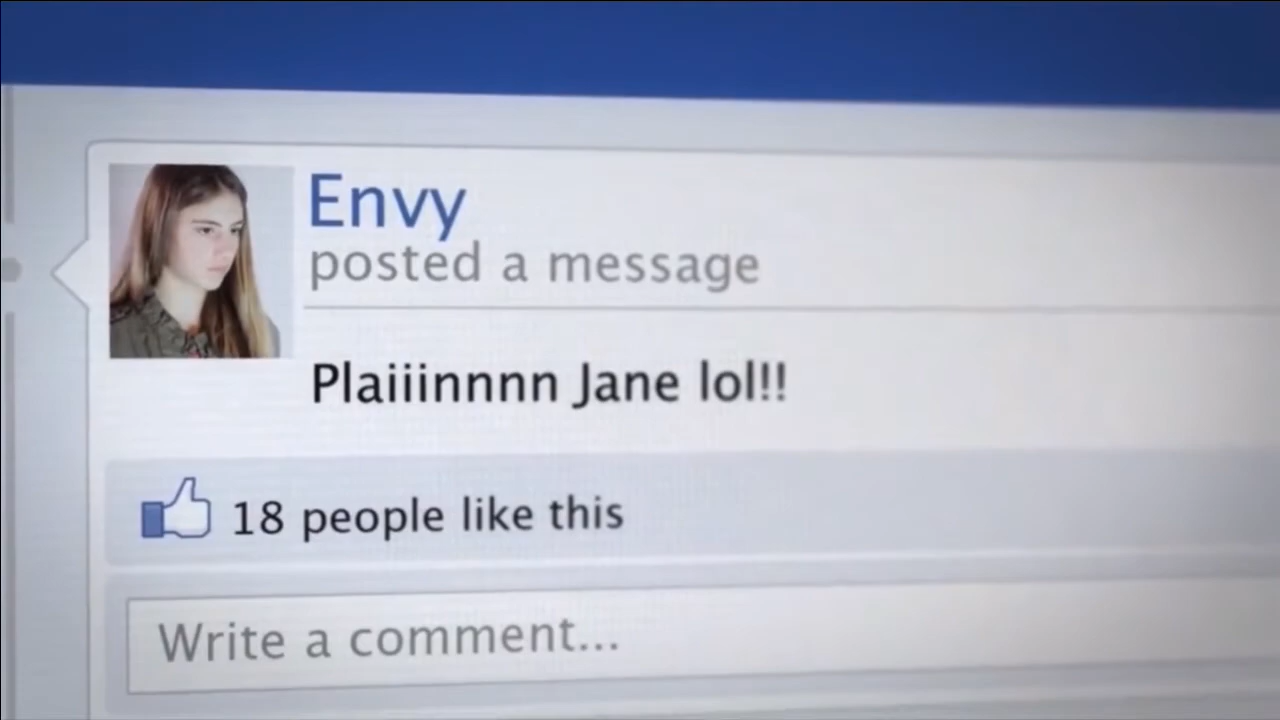 Envy
posted a message
Plaiiinnnn Jane lol!!
18 people like this
Write a comment...